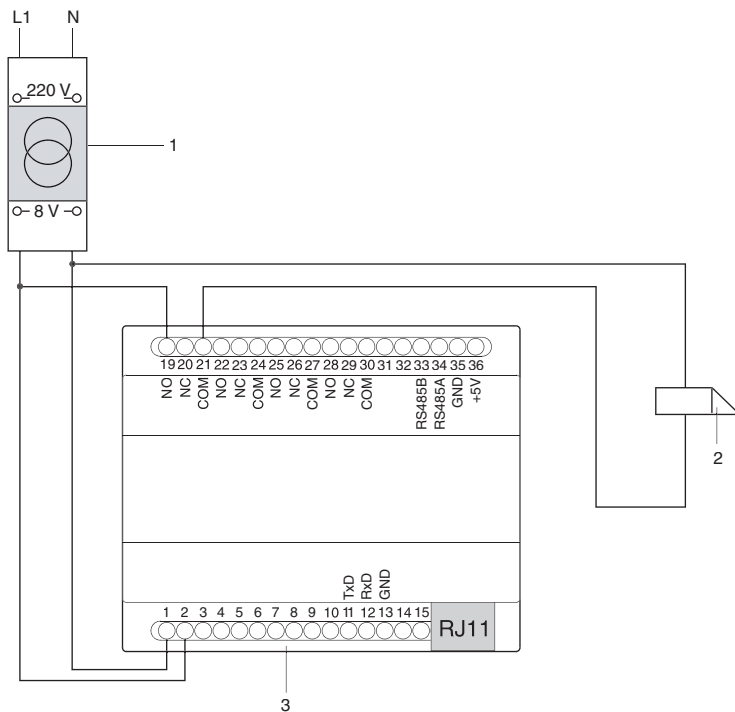 L1 N
220 V
1
8 V
19 20 21 22 23 24 25 26 27 28 29 30 31 32 33 34 35 36
NO NC COM NO NC COM NO NC COM NO NC COM RS485B RS485A GND +5V
2
TxD RxD GND
1 2 3 4 5 6 7 8 9 10 11 12 13 14 15
RJ11
3